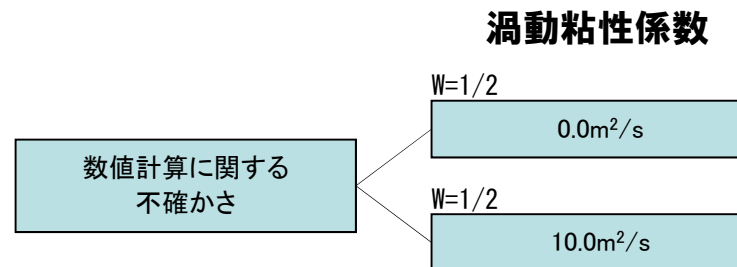 渦動粘性係数
W=1/2
0.0m²/s
数値計算に関する
不確かさ
W=1/2
10.0m²/s